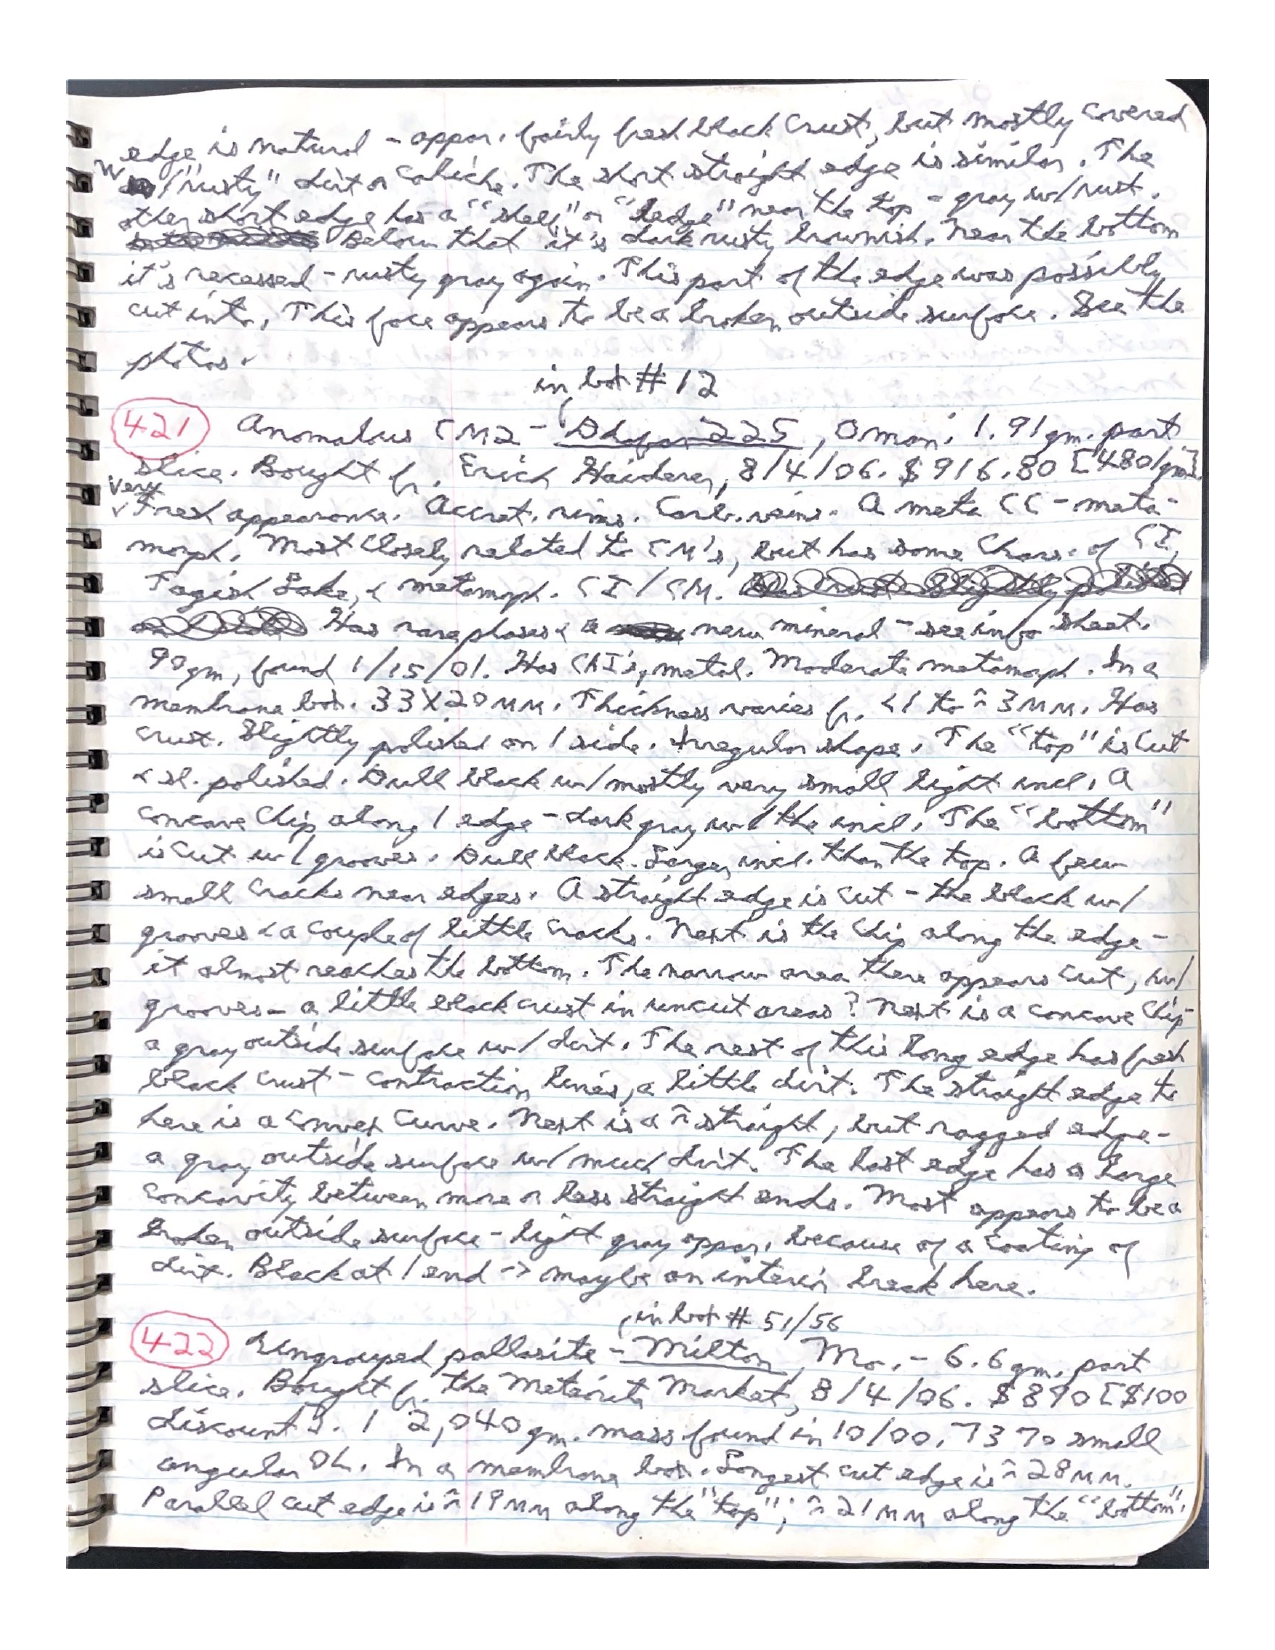 edge is natural - appar. fairly fresh black crust, but mostly covered
w/ "rusty" dirt or caliche. The short straight edge is similar. The
other short edge has a "shelf" or "ledge" near the top - gray w/ rust.
Below that it's dark rusty brownish. Near the bottom
it's recessed - rusty gray again. This part of the edge was possibly
cut into. This face appears to be a broken outside surface. See the
photos.
in box # 12
421 Anomalous CM2 - Dhofar 225, Oman. 1.91 gm. part
slice. Bought fr. Erich Haiderer, 8/4/06. $916.80 [480/gm].
Very
Fresh appearance. Accret. rims. Carb. veins. A meta CC - meta-
morph. Most closely related to CM's, but has some chars. of CI,
Tagish Lake, & metamorph. CI/CM.
Has rare phases & a new mineral - see info sheet.
90 gm, found 1/15/01. Has CAI's, metal. Moderate metamorph. In a
membrane box. 33X20 MM. Thickness varies fr. <1 to ~3MM. Has
crust. Slightly polished on 1 side. Irregular shape. The "top" is cut
& sl. polished. Dull black w/ mostly very small light incl. A
concave chip along 1 edge - dark gray w/ the incl. The "bottom"
is cut w/ grooves. Dull black. Larger incl. than the top. A few
small cracks near edges. A straight edge is cut - the black w/
grooves & a couple of little cracks. Next is the chip along the edge -
it almost reaches the bottom. The narrow area there appears cut, w/
grooves - a little black crust in uncut areas? Next is a concave chip -
a gray outside surface w/ dirt. The rest of this long edge has fresh
black crust - contraction lines, a little dirt. The straight edge to
here is a convex curve. Next is a ~ straight, but ragged edge -
a gray outside surface w/ much dirt. The last edge has a large
concavity between more or less straight ends. Most appears to be a
broken outside surface - light gray appar. because of a coating of
dirt. Black at 1 end -> maybe an interior break here.
in box # 51/56
422 Ungrouped pallasite - Milton, Mo. - 6.6 gm. part
slice. Bought fr. the Meteorite Market, 8/4/06. $890 [$100
discount]. 1 2,040 gm. mass found in 10/00. 73 % small
angular OL. In a membrane box. Longest cut edge is ~28MM.
Parallel cut edge is ~19MM along the "top"; ~21MM along the "bottom".